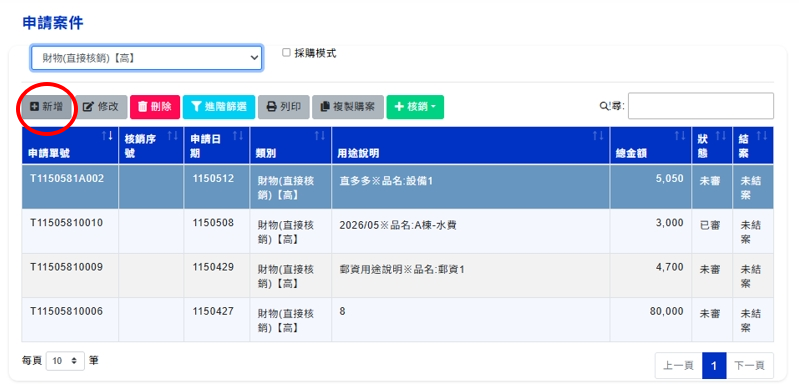 申請案件
財物(直接核銷)【高】
採購模式
新增 修改 刪除 進階篩選 列印 複製購案 核銷 搜尋:
申請單號 核銷序號 申請日期 類別 用途說明 總金額 狀態 結案
T1150581A002 1150512 財物(直接核銷)【高】 直多多※品名:設備1 5,050 未審 未結案
T11505810010 1150508 財物(直接核銷)【高】 2026/05※品名:A棟-水費 3,000 已審 未結案
T11505810009 1150429 財物(直接核銷)【高】 郵資用途說明※品名:郵資1 4,700 未審 未結案
T11505810006 1150427 財物(直接核銷)【高】 8 80,000 未審 未結案
每頁 10 筆 上一頁 1 下一頁